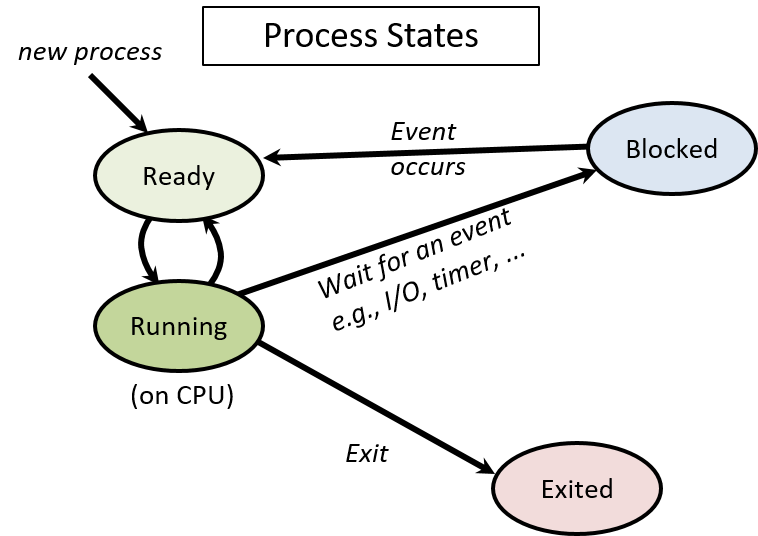 Process States
new process
Ready
Event
occurs
Blocked
Wait for an event
e.g., I/O, timer, ...
Running
(on CPU)
Exit
Exited